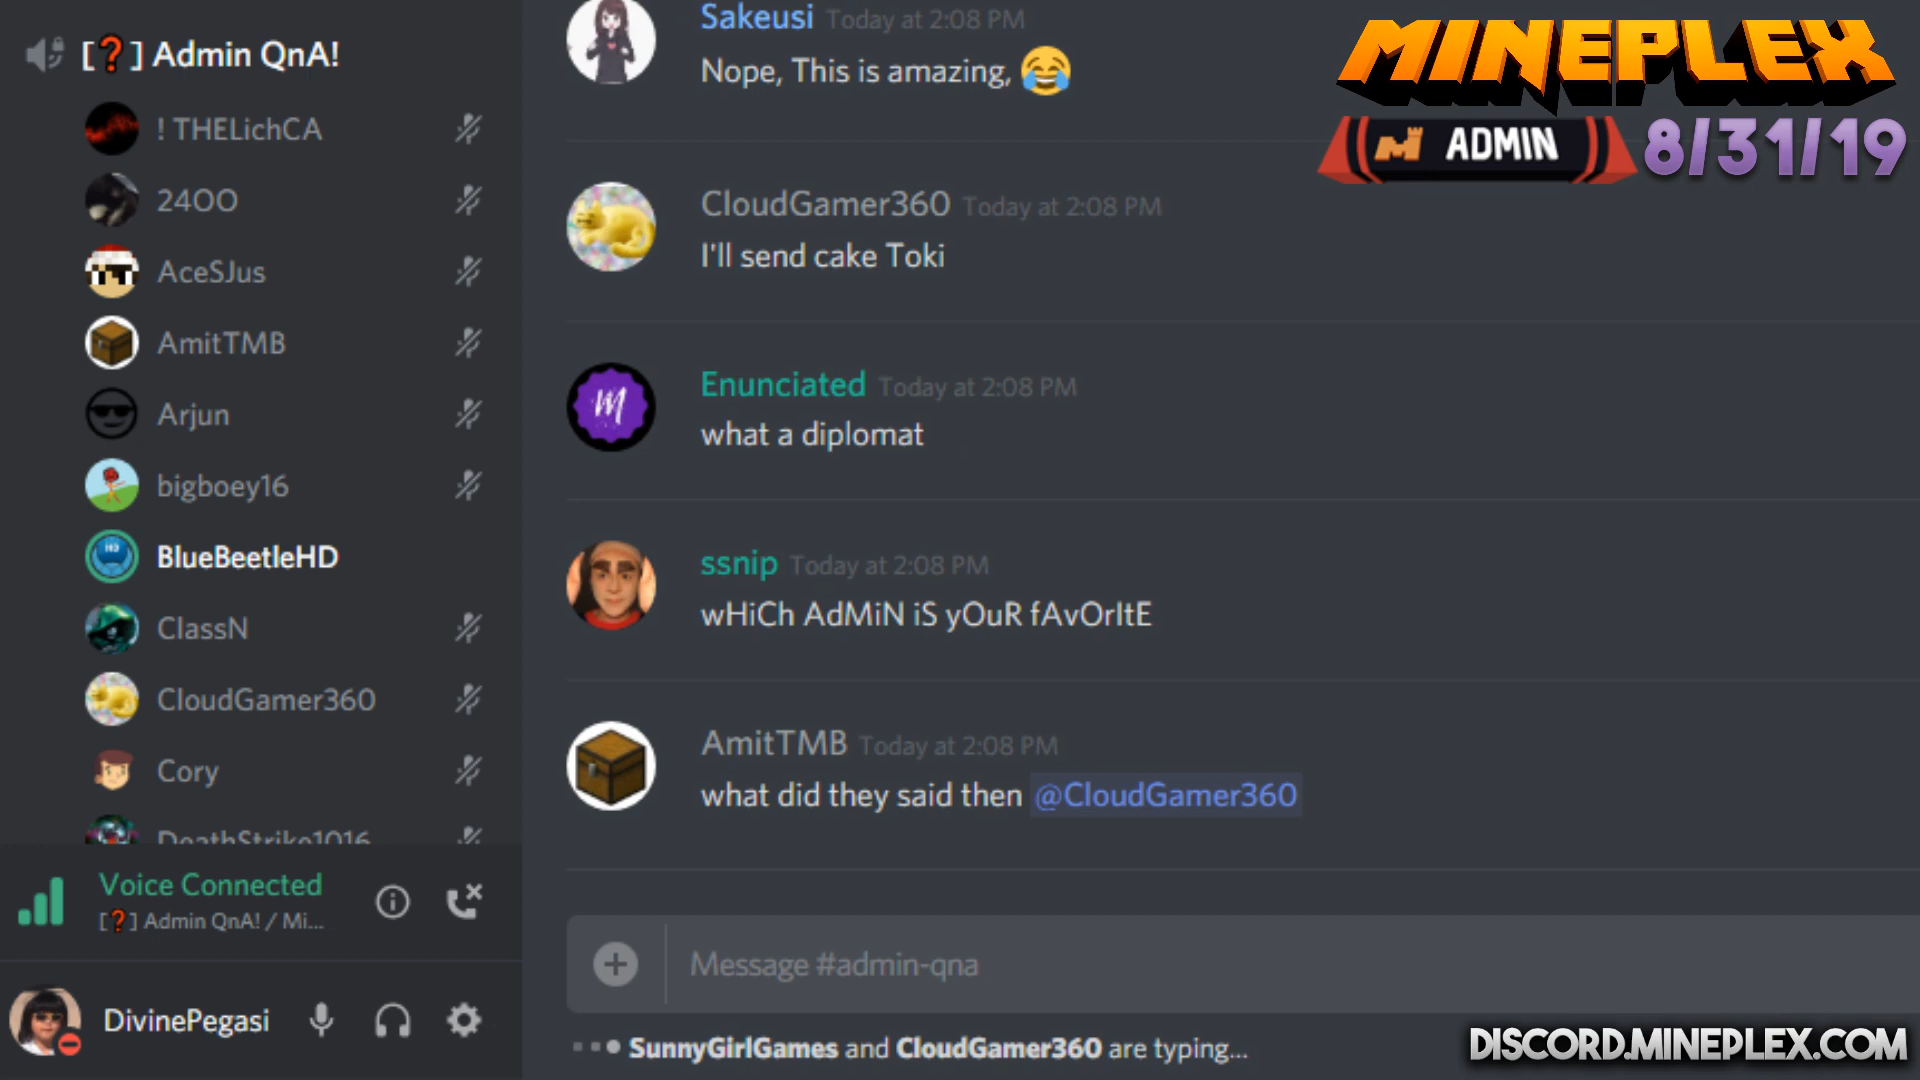 [❓] Admin QnA!
! THELichCA
24OO
AceSJus
AmitTMB
Arjun
bigboey16
BlueBeetleHD
ClassN
CloudGamer360
Cory
DeathStrike1016
Voice Connected
[❓] Admin QnA! / Mi...
DivinePegasi
Sakeusi Today at 2:08 PM
Nope, This is amazing, 😂
CloudGamer360 Today at 2:08 PM
I'll send cake Toki
Enunciated Today at 2:08 PM
what a diplomat
ssnip Today at 2:08 PM
wHiCh AdMiN iS yOuR fAvOrItE
AmitTMB Today at 2:08 PM
what did they said then @CloudGamer360
Message #admin-qna
SunnyGirlGames and CloudGamer360 are typing...
MINEPLEX
ADMIN 8/31/19
DISCORD.MINEPLEX.COM